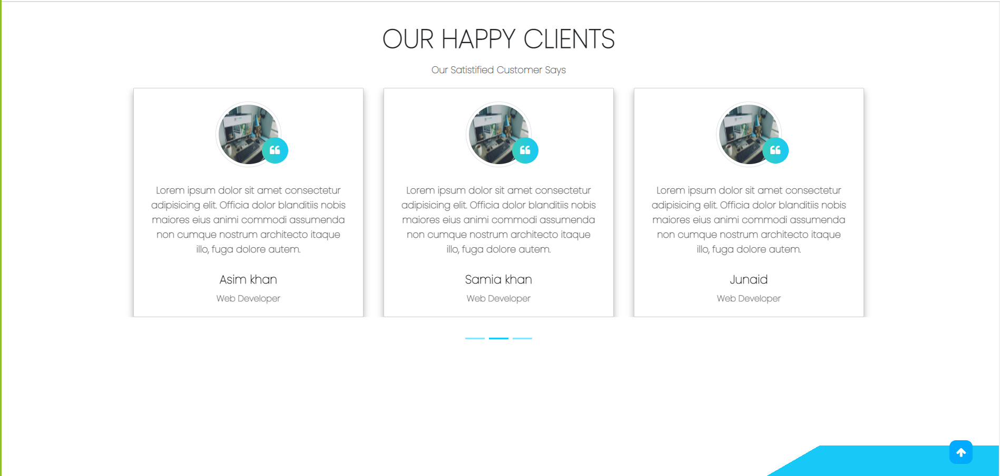 OUR HAPPY CLIENTS
Our Satistified Customer Says
Lorem ipsum dolor sit amet consectetur
adipisicing elit. Officia dolor blanditiis nobis
maiores eius animi commodi assumenda
non cumque nostrum architecto itaque
illo, fuga dolore autem.
Asim khan
Web Developer
Lorem ipsum dolor sit amet consectetur
adipisicing elit. Officia dolor blanditiis nobis
maiores eius animi commodi assumenda
non cumque nostrum architecto itaque
illo, fuga dolore autem.
Samia khan
Web Developer
Lorem ipsum dolor sit amet consectetur
adipisicing elit. Officia dolor blanditiis nobis
maiores eius animi commodi assumenda
non cumque nostrum architecto itaque
illo, fuga dolore autem.
Junaid
Web Developer